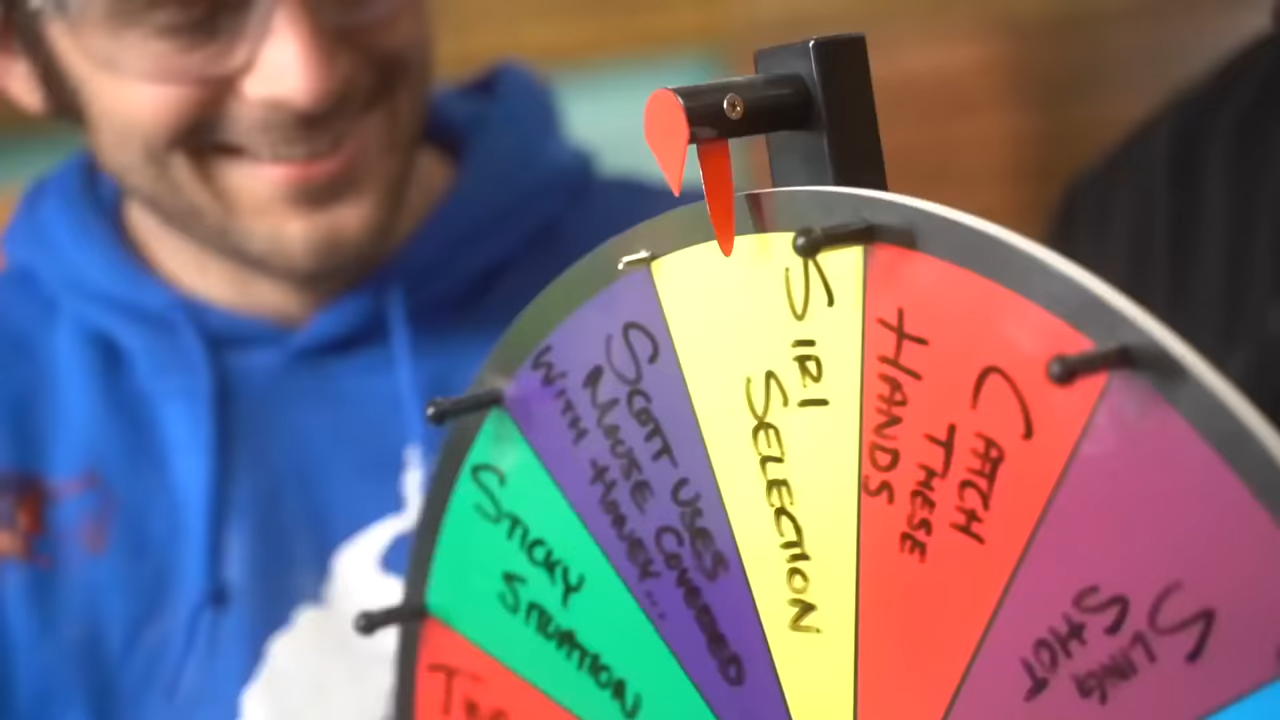 STICKY
SITUATION
SCOTT USES
MOUSE COVERED
WITH HONEY...
SIRI
SELECTION
CATCH
THESE
HANDS
SLING
SHOT